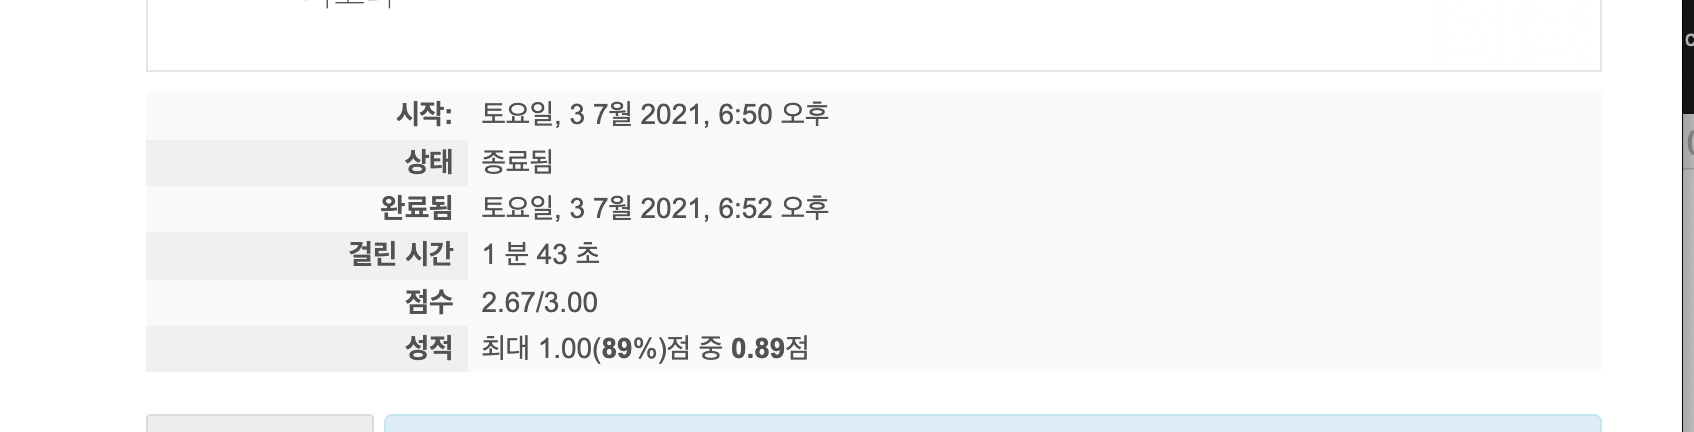 시작: 토요일, 3 7월 2021, 6:50 오후
상태 종료됨
완료됨 토요일, 3 7월 2021, 6:52 오후
걸린 시간 1 분 43 초
점수 2.67/3.00
성적 최대 1.00(89%)점 중 0.89점